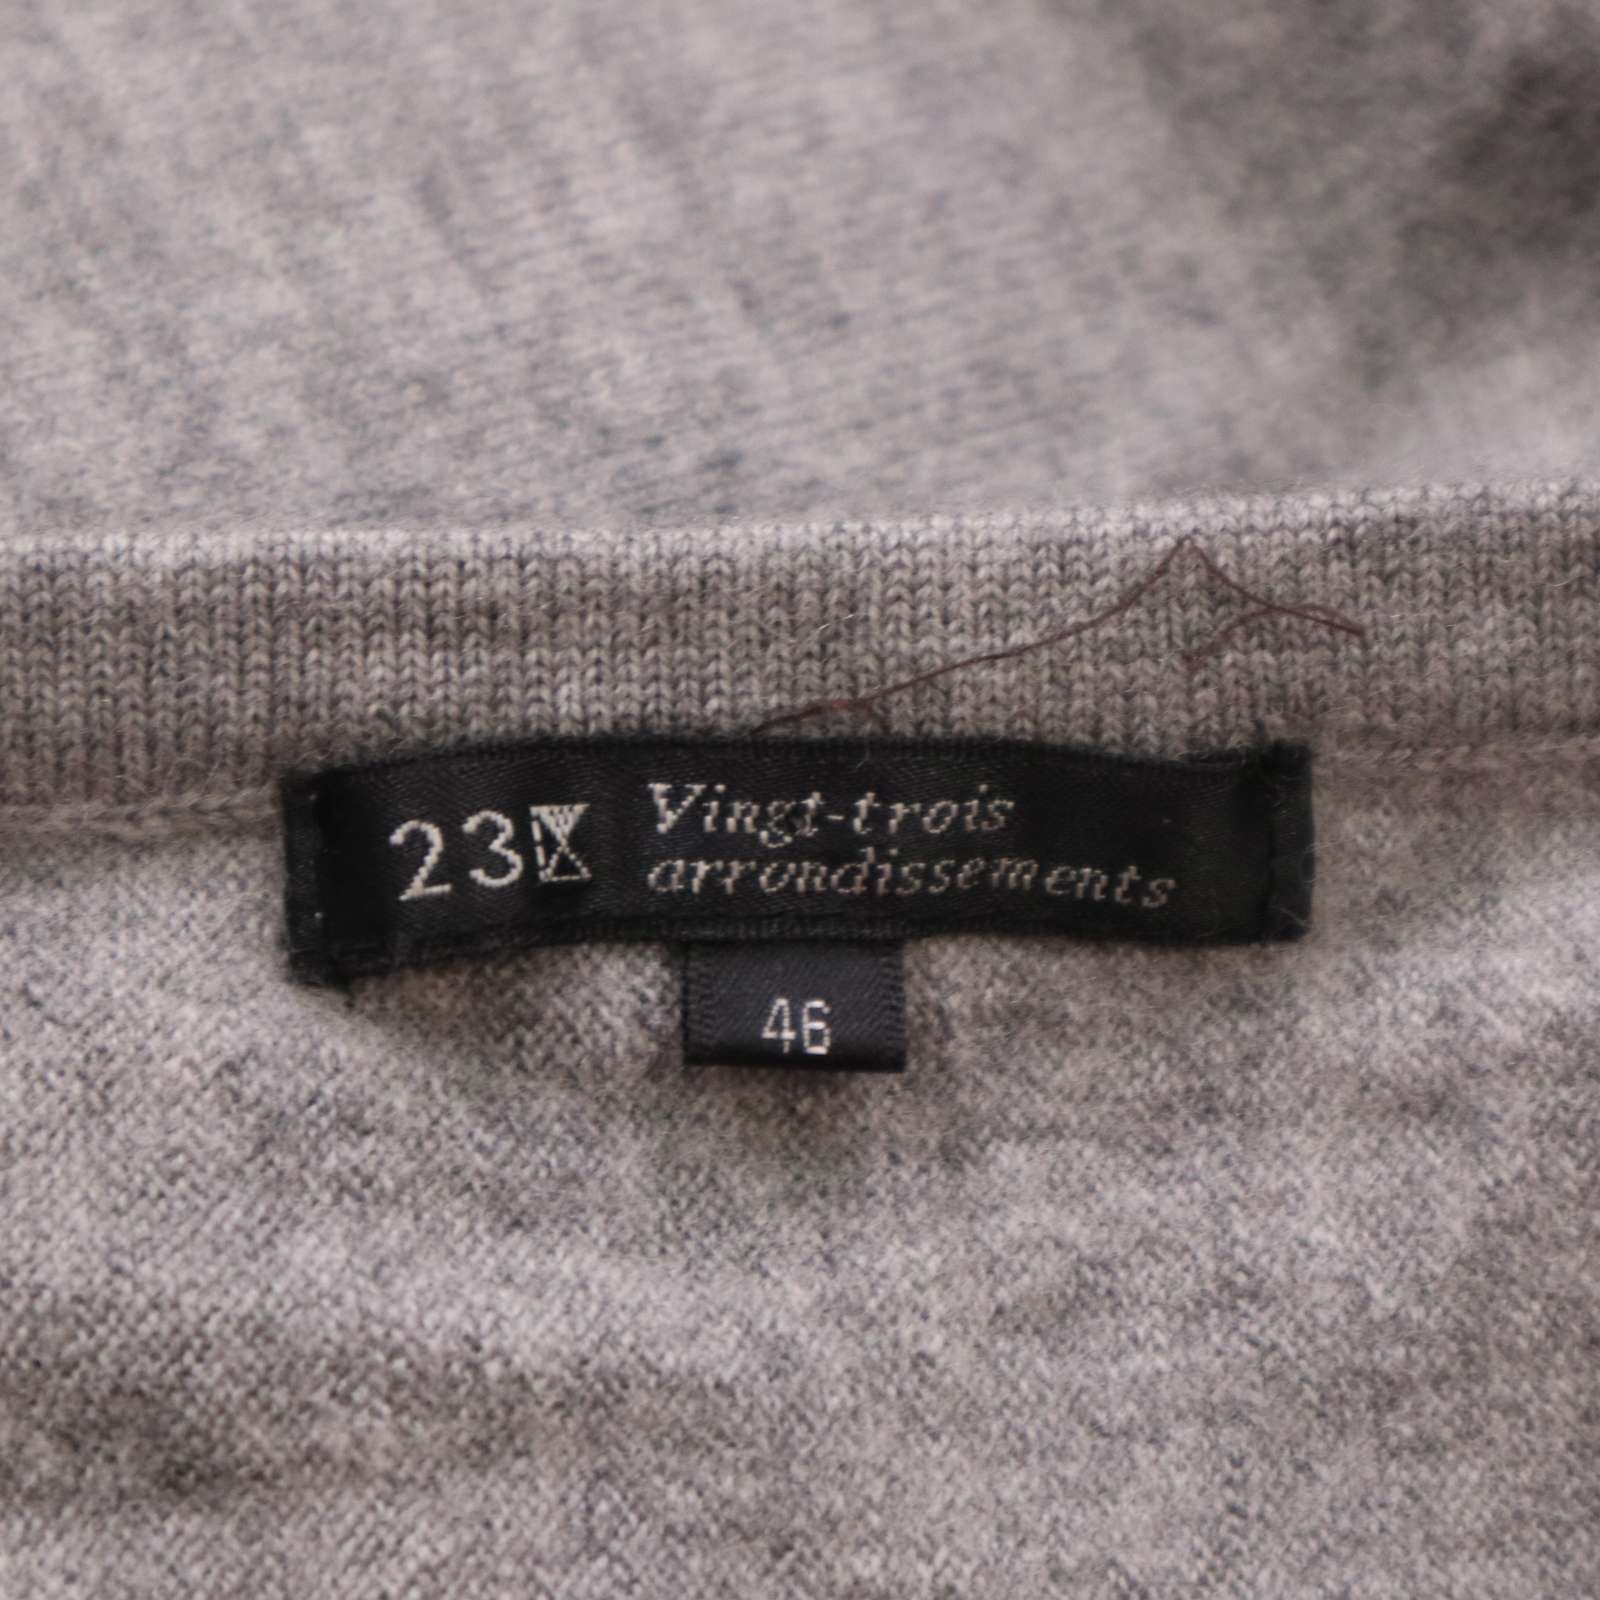 23区 Vingt-trois
arrondissements
46